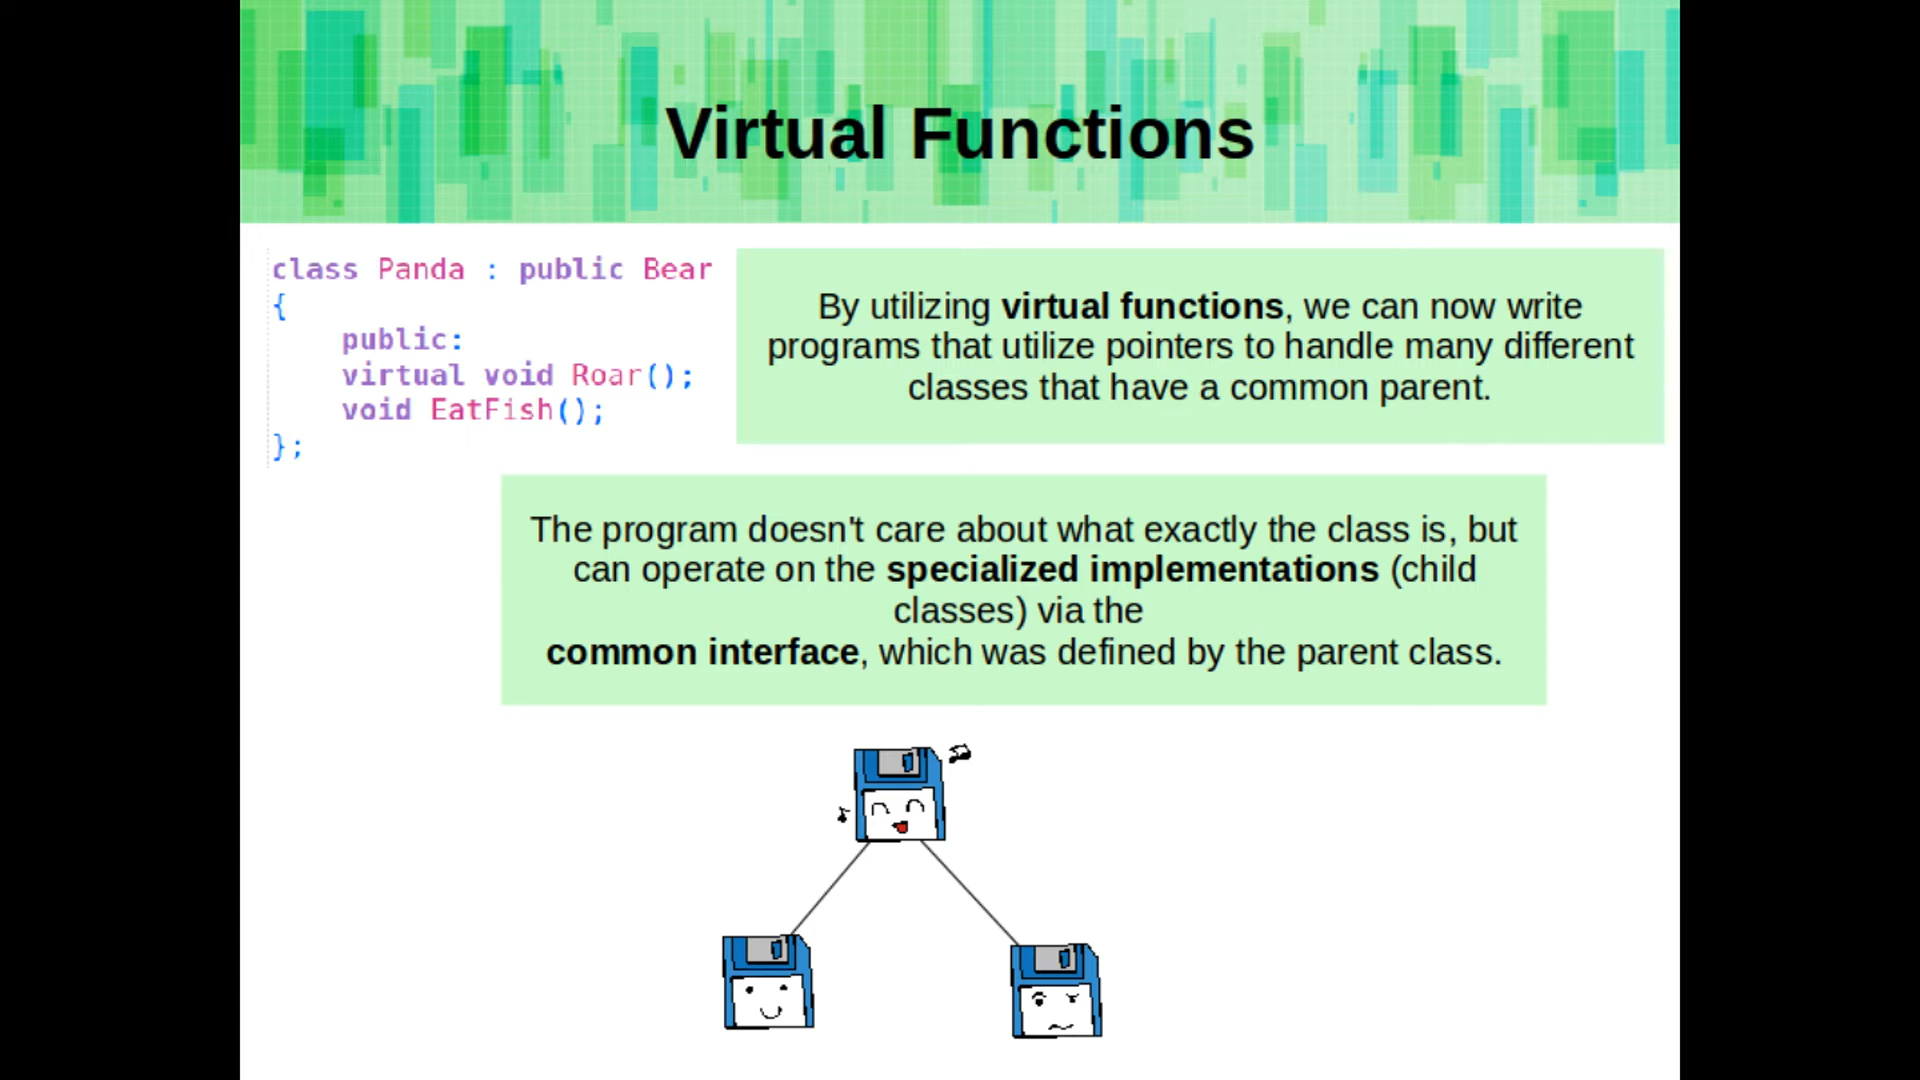 Virtual Functions
class Panda : public Bear
{
public:
virtual void Roar();
void EatFish();
};
By utilizing virtual functions, we can now write
programs that utilize pointers to handle many different
classes that have a common parent.
The program doesn't care about what exactly the class is, but
can operate on the specialized implementations (child
classes) via the
common interface, which was defined by the parent class.